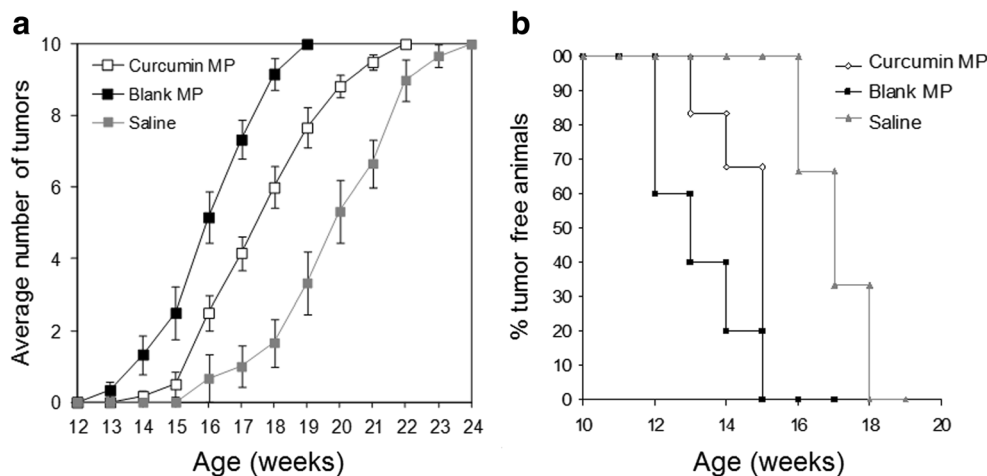 a
Curcumin MP
Blank MP
Saline
Average number of tumors
10
8
6
4
2
0
12 13 14 15 16 17 18 19 20 21 22 23 24
Age (weeks)
b
Curcumin MP
Blank MP
Saline
% tumor free animals
00
90
80
70
60
50
40
30
20
100
0
10 12 14 16 18 20
Age (weeks)